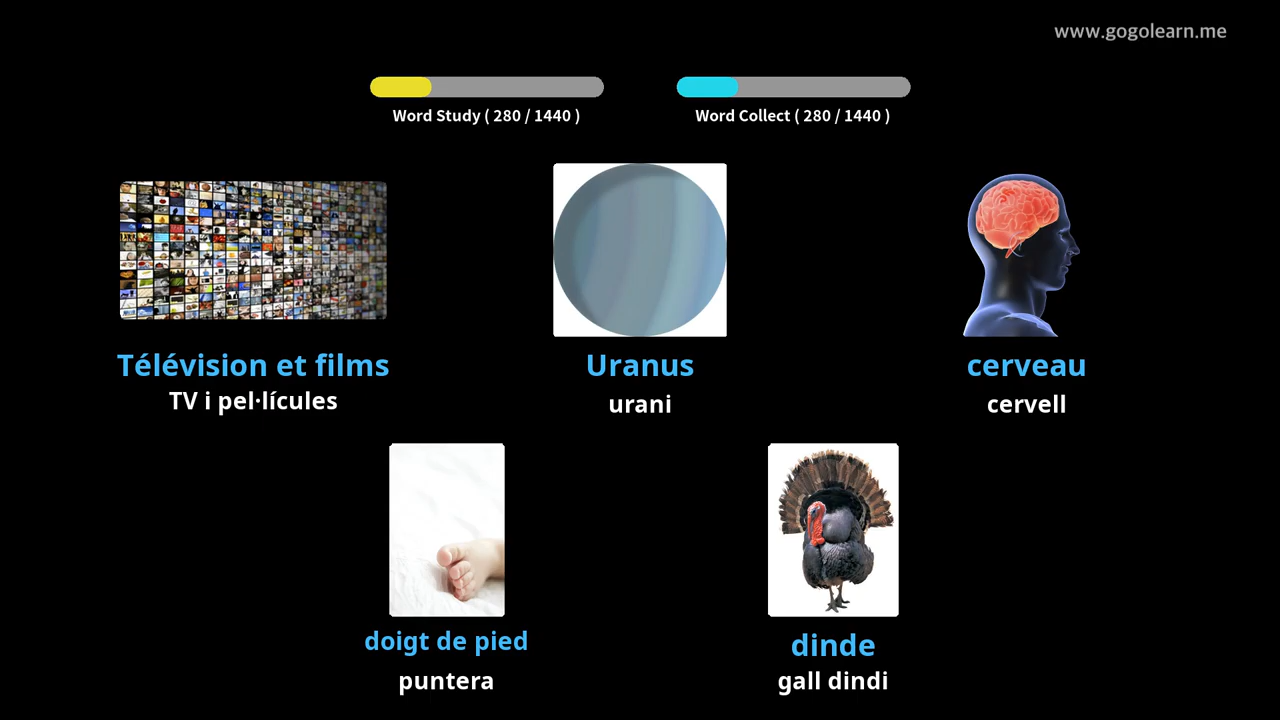 www.gogolearn.me
Word Study ( 280 / 1440 )
Word Collect ( 280 / 1440 )
Télévision et films
TV i pel·lícules
Uranus
urani
cerveau
cervell
doigt de pied
puntera
dinde
gall dindi